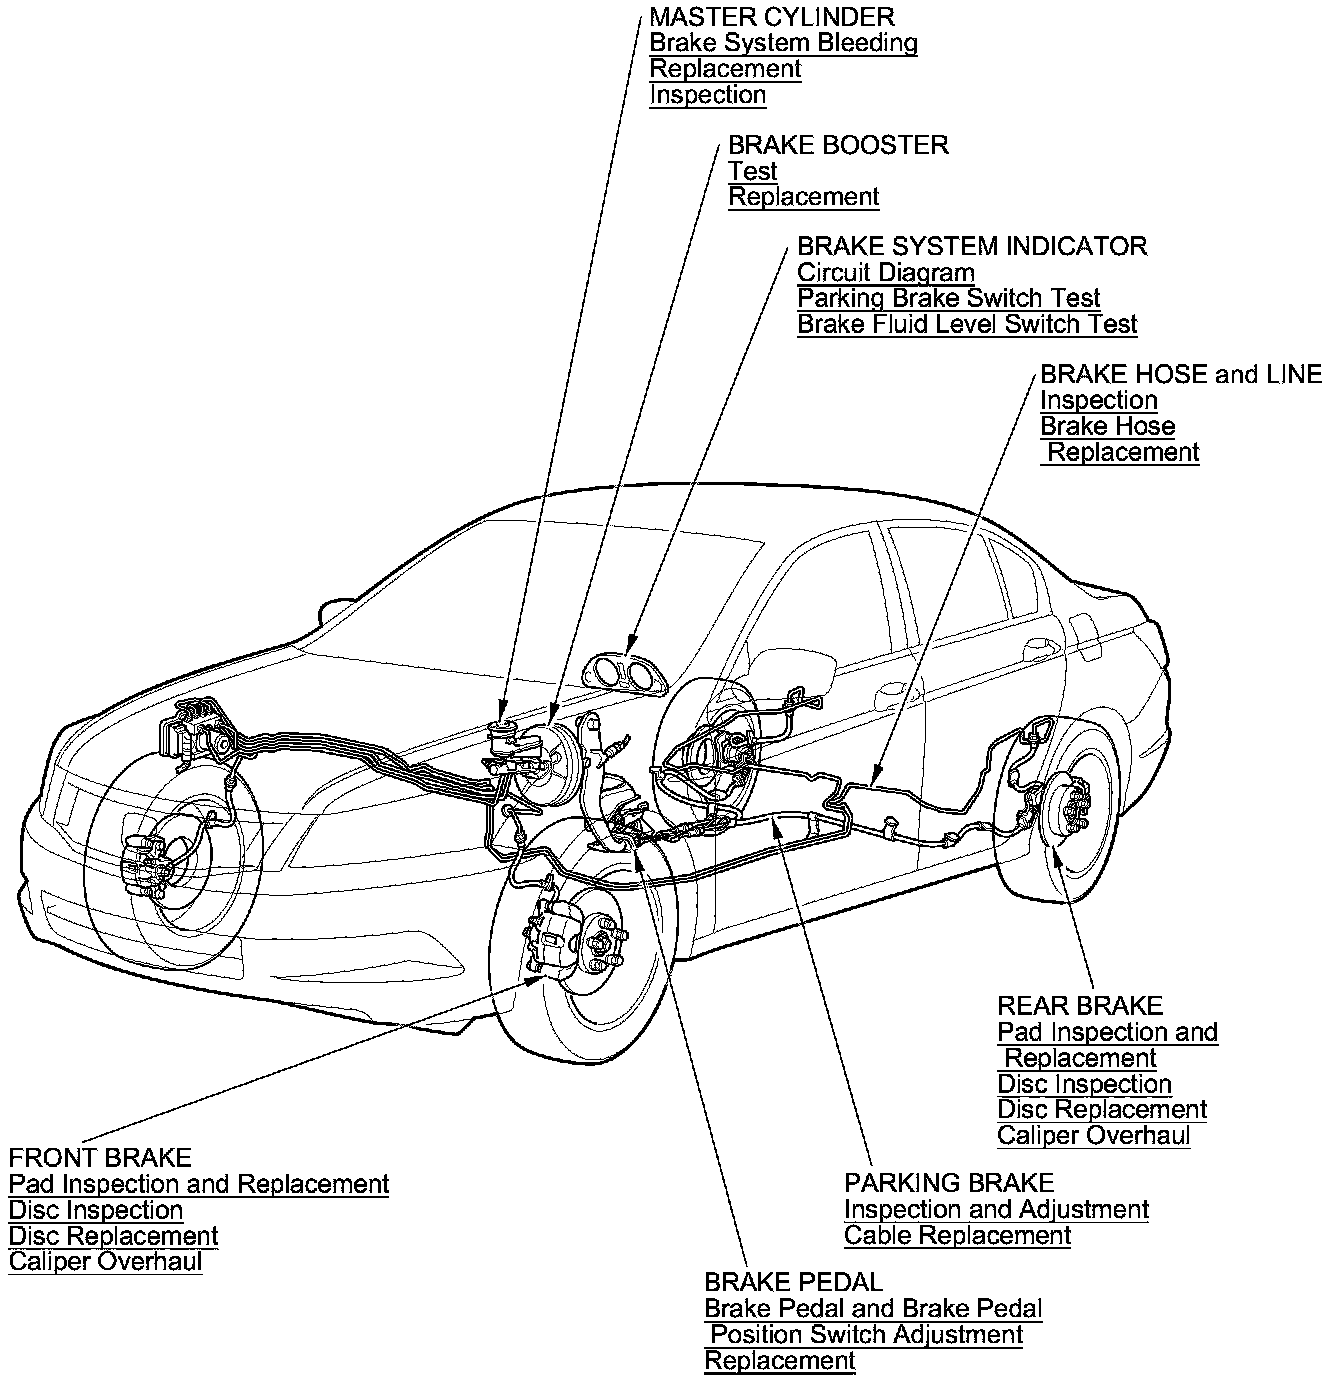 MASTER CYLINDER
Brake System Bleeding
Replacement
Inspection
BRAKE BOOSTER
Test
Replacement
BRAKE SYSTEM INDICATOR
Circuit Diagram
Parking Brake Switch Test
Brake Fluid Level Switch Test
BRAKE HOSE and LINE
Inspection
Brake Hose
Replacement
REAR BRAKE
Pad Inspection and
Replacement
Disc Inspection
Disc Replacement
Caliper Overhaul
FRONT BRAKE
Pad Inspection and Replacement
Disc Inspection
Disc Replacement
Caliper Overhaul
PARKING BRAKE
Inspection and Adjustment
Cable Replacement
BRAKE PEDAL
Brake Pedal and Brake Pedal
Position Switch Adjustment
Replacement